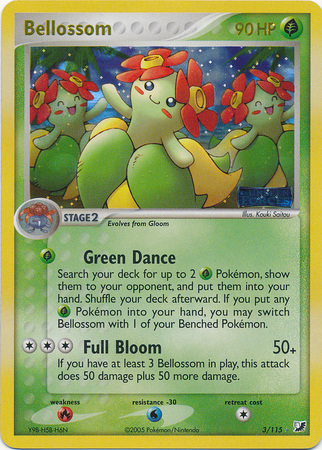 Bellossom 90 HP
Illus. Kouki Saitou
STAGE2
Evolves from Gloom
Green Dance
Search your deck for up to 2 Pokémon, show
them to your opponent, and put them into your
hand. Shuffle your deck afterward. If you put any
Pokémon into your hand, you may switch
Bellossom with 1 of your Benched Pokémon.
Full Bloom 50+
If you have at least 3 Bellossom in play, this attack
does 50 damage plus 50 more damage.
weakness resistance -30 retreat cost
Y9B-H5B-H6N ©2005 Pokémon/Nintendo 3/115